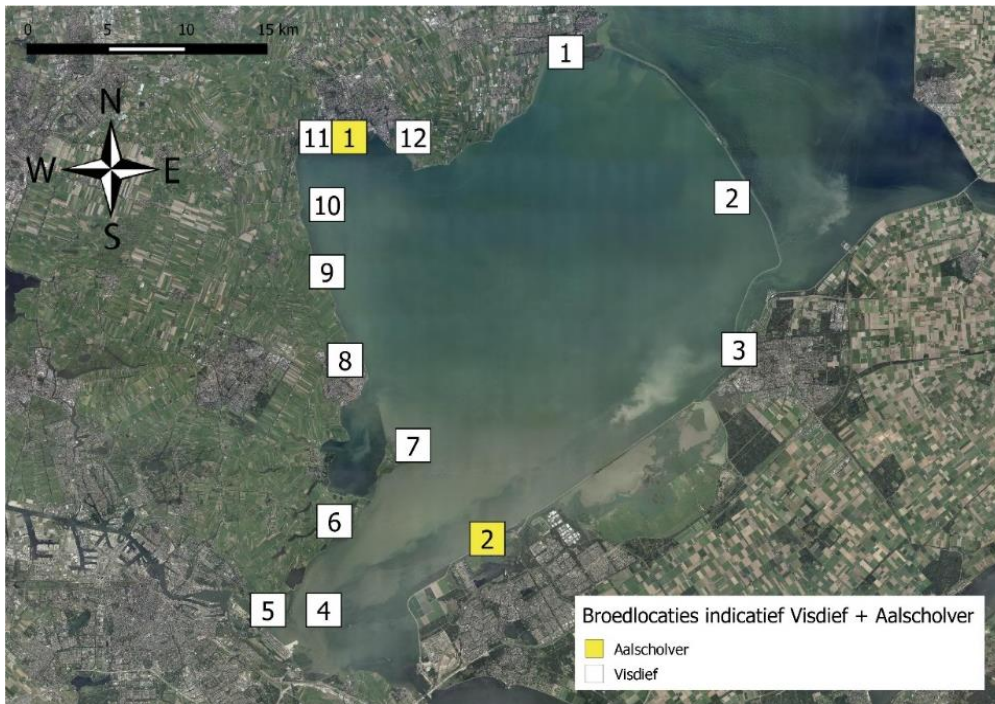 0 5 10 15 km
N
W E
S
1
11 1 12
2
10
9
3
8
7
6
2
5 4
Broedlocaties indicatief Visdief + Aalscholver
Aalscholver
Visdief